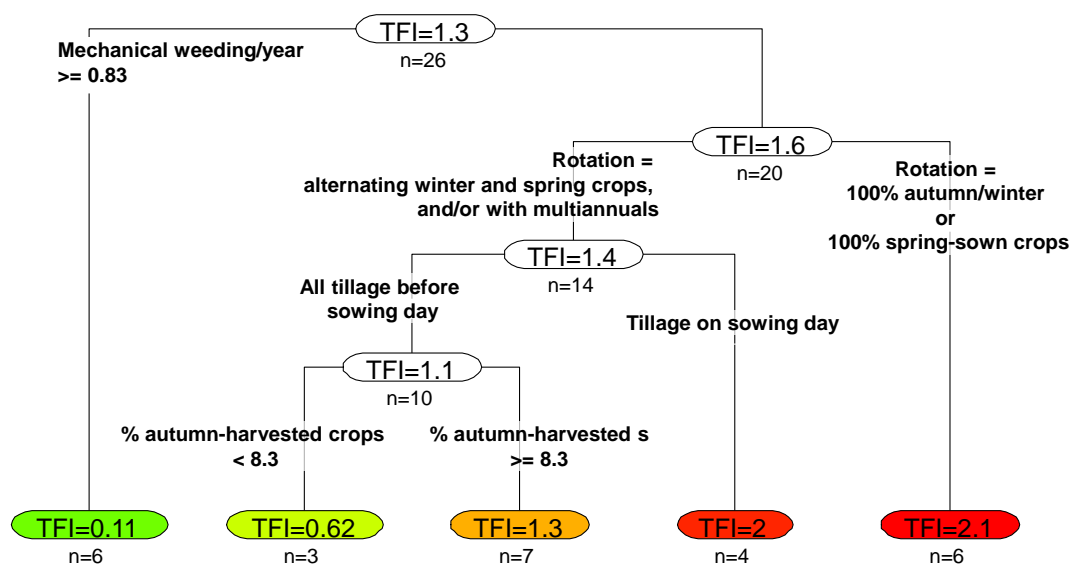 TFI=1.3
n=26
Mechanical weeding/year
>= 0.83
TFI=1.6
n=20
Rotation =
alternating winter and spring crops,
and/or with multiannuals
Rotation =
100% autumn/winter
or
100% spring-sown crops
TFI=1.4
n=14
All tillage before
sowing day
Tillage on sowing day
TFI=1.1
n=10
% autumn-harvested crops
< 8.3
% autumn-harvested s
>= 8.3
TFI=0.11
n=6
TFI=0.62
n=3
TFI=1.3
n=7
TFI=2
n=4
TFI=2.1
n=6